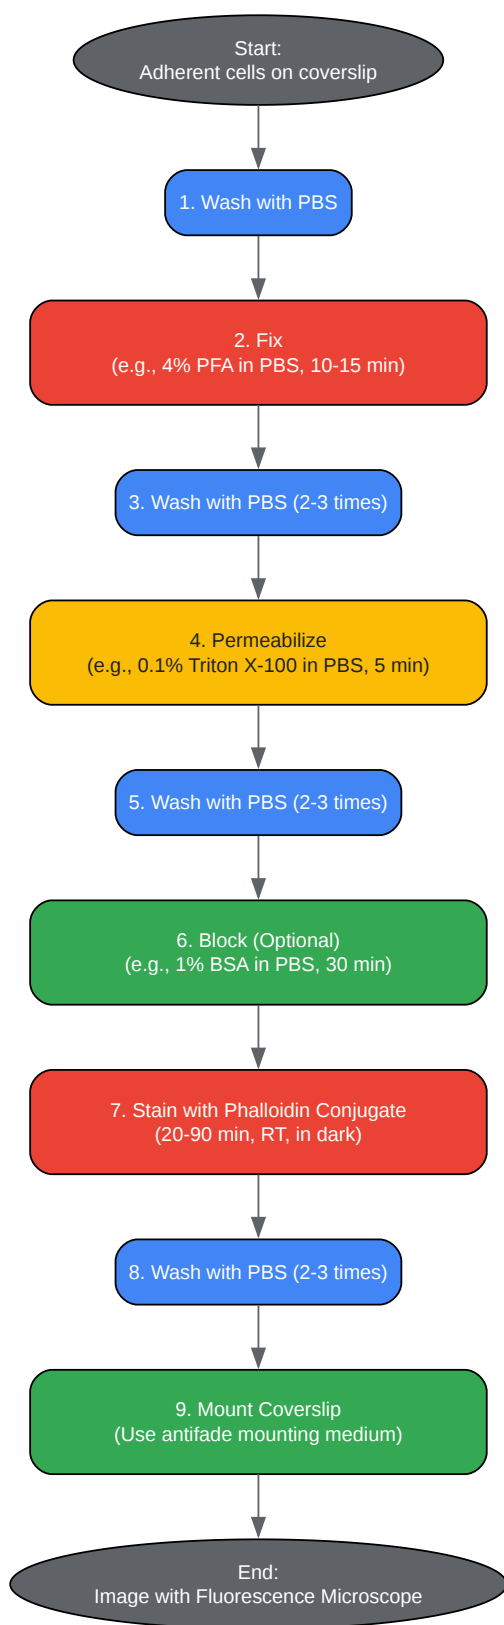 Start:
Adherent cells on coverslip
1. Wash with PBS
2. Fix
(e.g., 4% PFA in PBS, 10-15 min)
3. Wash with PBS (2-3 times)
4. Permeabilize
(e.g., 0.1% Triton X-100 in PBS, 5 min)
5. Wash with PBS (2-3 times)
6. Block (Optional)
(e.g., 1% BSA in PBS, 30 min)
7. Stain with Phalloidin Conjugate
(20-90 min, RT, in dark)
8. Wash with PBS (2-3 times)
9. Mount Coverslip
(Use antifade mounting medium)
End:
Image with Fluorescence Microscope